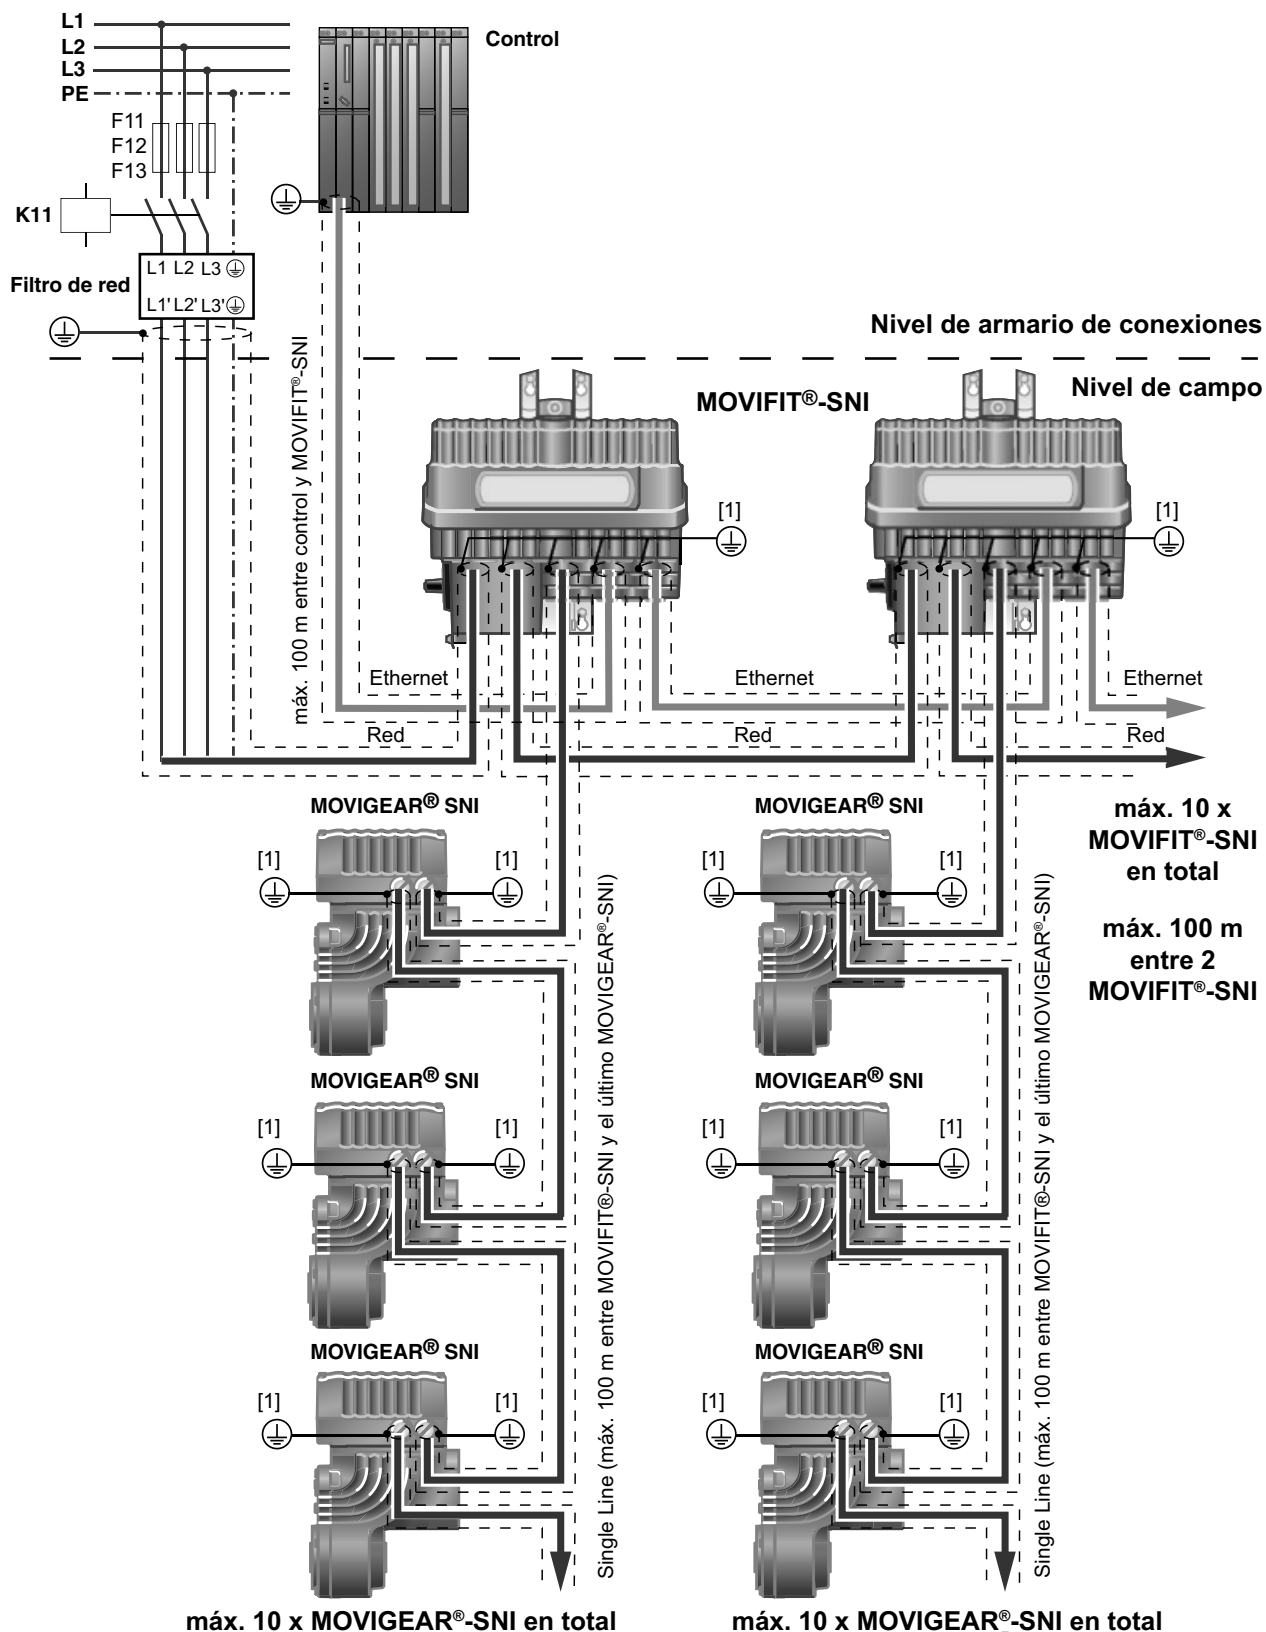 L1
L2
L3
PE
Control
F11
F12
F13
K11
L1 L2 L3
Filtro de red
L1' L2' L3'
Nivel de armario de conexiones
Nivel de campo
máx. 100 m entre control y MOVIFIT®-SNI
MOVIFIT®-SNI
[1]
[1]
Ethernet
Ethernet
Ethernet
Red
Red
Red
máx. 10 x
MOVIFIT®-SNI
en total
máx. 100 m
entre 2
MOVIFIT®-SNI
MOVIGEAR® SNI
MOVIGEAR® SNI
[1]
[1]
[1]
[1]
MOVIGEAR® SNI
MOVIGEAR® SNI
[1]
[1]
[1]
[1]
MOVIGEAR® SNI
MOVIGEAR® SNI
[1]
[1]
[1]
[1]
Single Line (máx. 100 m entre MOVIFIT®-SNI y el último MOVIGEAR®-SNI)
Single Line (máx. 100 m entre MOVIFIT®-SNI y el último MOVIGEAR®-SNI)
máx. 10 x MOVIGEAR®-SNI en total
máx. 10 x MOVIGEAR®-SNI en total